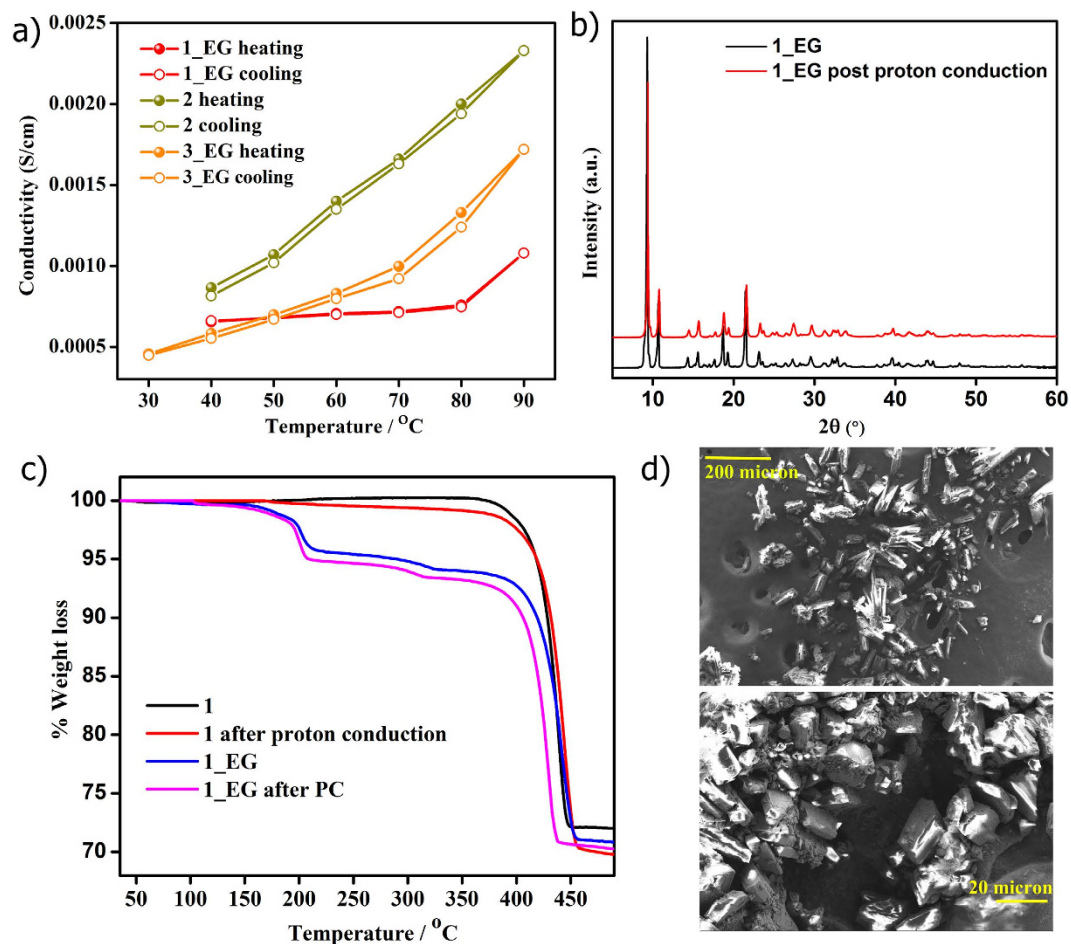 a)
0.0025
0.0020
0.0015
0.0010
0.0005
Conductivity (S/cm)
1_EG heating
1_EG cooling
2 heating
2 cooling
3_EG heating
3_EG cooling
30 40 50 60 70 80 90
Temperature / °C
b)
Intensity (a.u.)
1_EG
1_EG post proton conduction
10 20 30 40 50 60
2θ (°)
c)
100
95
90
85
80
75
70
% Weight loss
1
1 after proton conduction
1_EG
1_EG after PC
50 100 150 200 250 300 350 400 450
Temperature / °C
d)
200 micron
20 micron